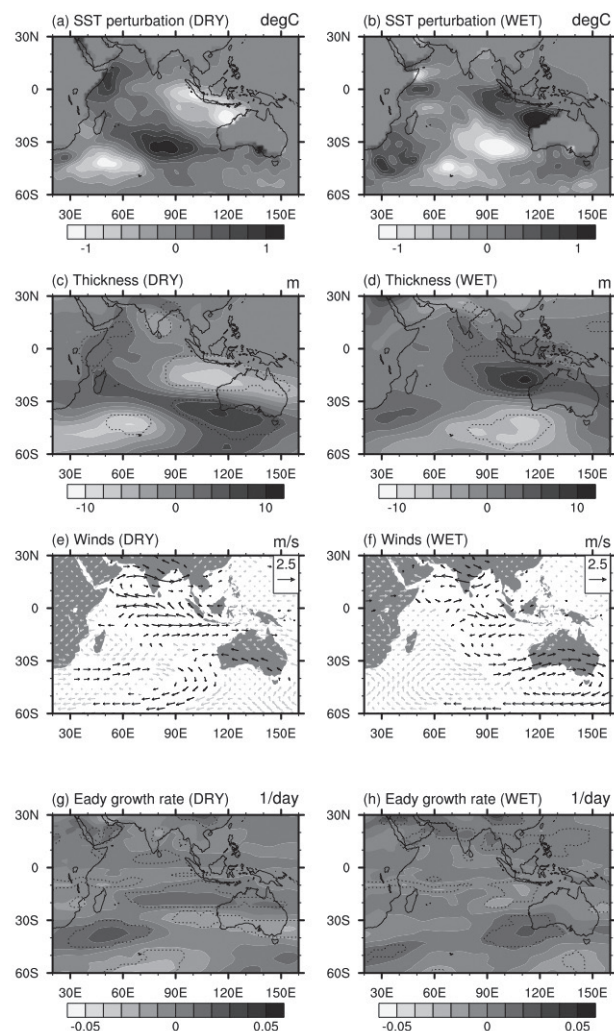 (a) SST perturbation (DRY) degC (b) SST perturbation (WET) degC
30N 30N
0 0
30S 30S
60S 60S
30E 60E 90E 120E 150E 30E 60E 90E 120E 150E
-1 0 1 -1 0 1
(c) Thickness (DRY) m (d) Thickness (WET) m
30N 30N
0 0
30S 30S
60S 60S
30E 60E 90E 120E 150E 30E 60E 90E 120E 150E
-10 0 10 -10 0 10
(e) Winds (DRY) m/s (f) Winds (WET) m/s
30N 2.5 30N 2.5
0 0
30S 30S
60S 60S
30E 60E 90E 120E 150E 30E 60E 90E 120E 150E
(g) Eady growth rate (DRY) 1/day (h) Eady growth rate (WET) 1/day
30N 30N
0 0
30S 30S
60S 60S
30E 60E 90E 120E 150E 30E 60E 90E 120E 150E
-0.05 0 0.05 -0.05 0 0.05